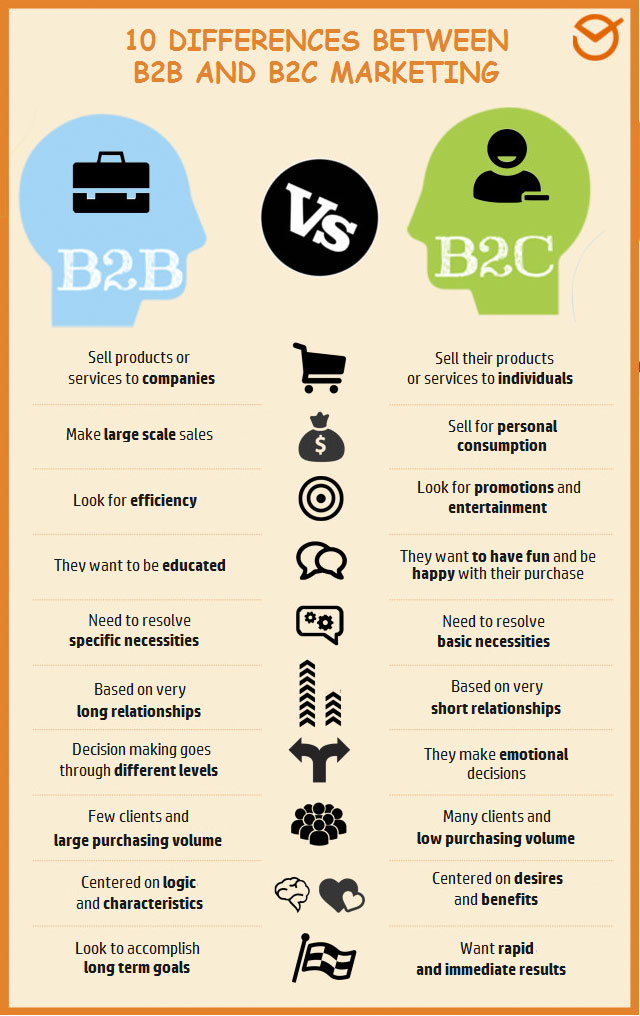 10 DIFFERENCES BETWEEN
B2B AND B2C MARKETING
B2B
Vs
B2C
Sell products or
services to companies
Sell their products
or services to individuals
Make large scale sales
$
Sell for personal
consumption
Look for efficiency
Look for promotions and
entertainment
They want to be educated
They want to have fun and be
happy with their purchase
Need to resolve
specific necessities
Need to resolve
basic necessities
Based on very
long relationships
Based on very
short relationships
Decision making goes
through different levels
They make emotional
decisions
Few clients and
large purchasing volume
Many clients and
low purchasing volume
Centered on logic
and characteristics
Centered on desires
and benefits
Look to accomplish
long term goals
Want rapid
and immediate results